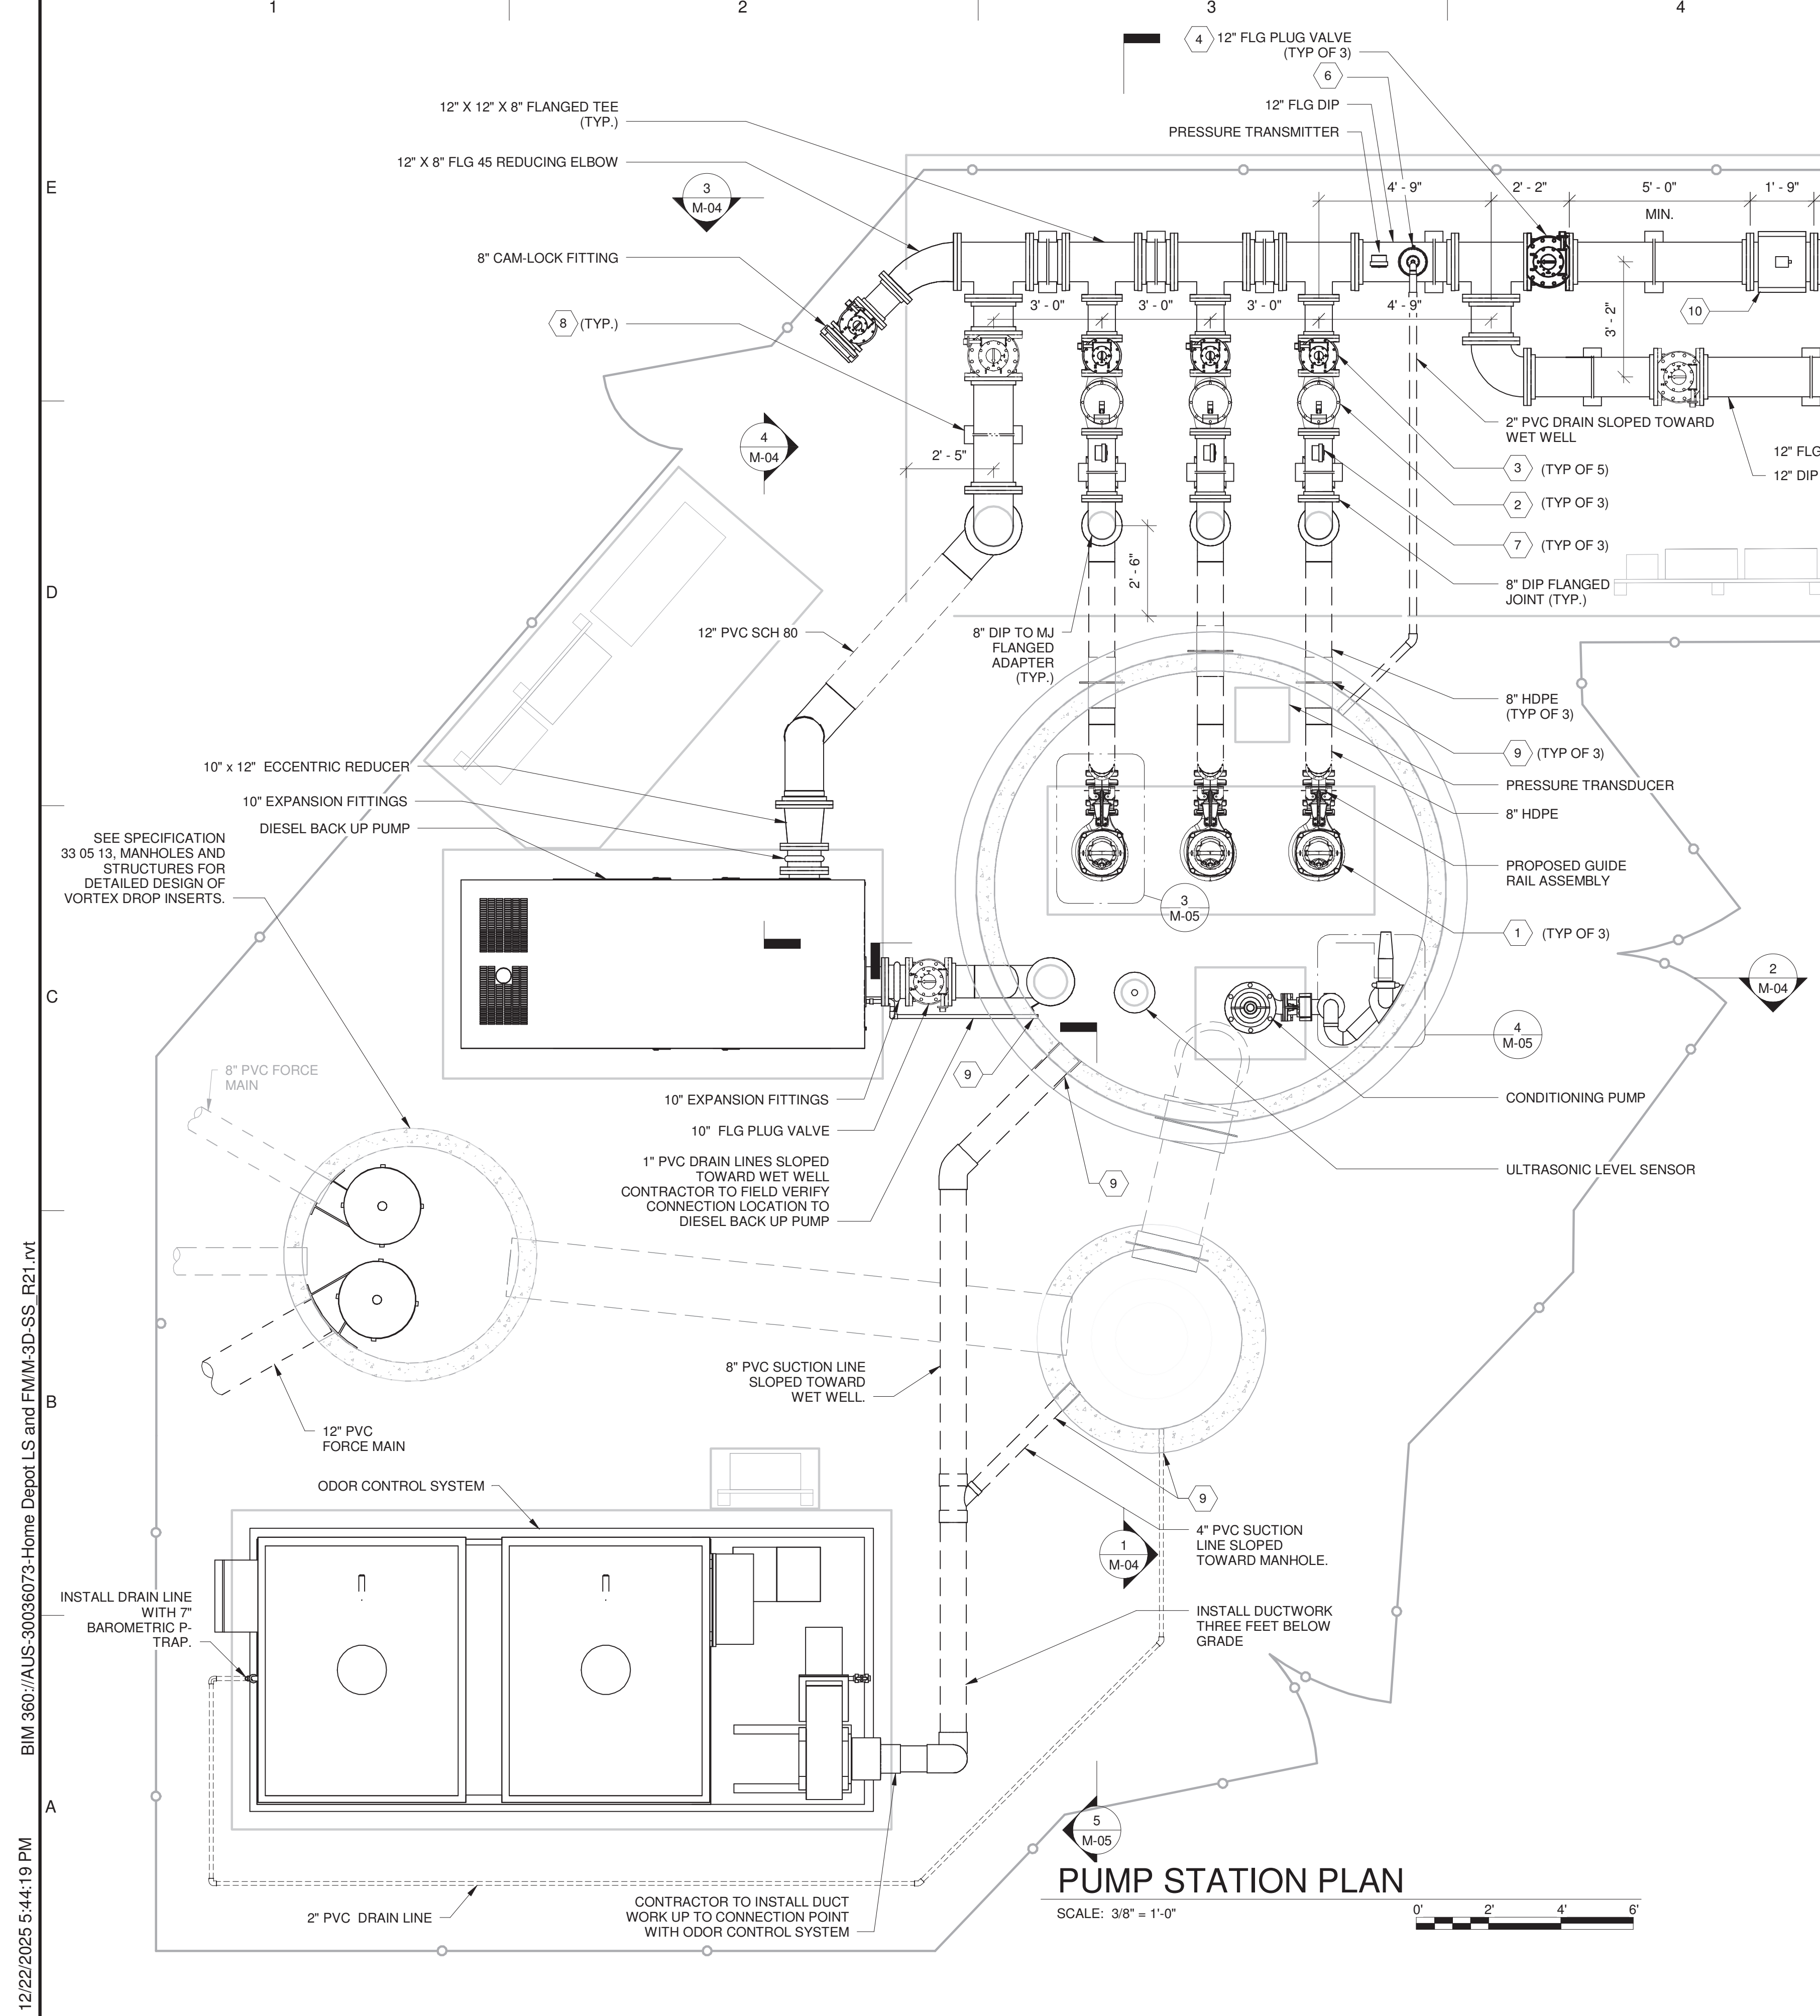 1
2
3
4
4
12" FLG PLUG VALVE
(TYP OF 3)
6
12" FLG DIP
PRESSURE TRANSMITTER
12" X 12" X 8" FLANGED TEE
(TYP.)
12" X 8" FLG 45 REDUCING ELBOW
E
3
M-04
4' - 9"
2' - 2"
5' - 0"
MIN.
1' - 9"
8" CAM-LOCK FITTING
8
(TYP.)
3' - 0"
3' - 0"
3' - 0"
4' - 9"
3' - 2"
10
4
M-04
2' - 5"
2" PVC DRAIN SLOPED TOWARD
WET WELL
12" FLG
12" DIP
3
(TYP OF 5)
2
(TYP OF 3)
7
(TYP OF 3)
D
2' - 6"
8" DIP FLANGED
JOINT (TYP.)
12" PVC SCH 80
8" DIP TO MJ
FLANGED
ADAPTER
(TYP.)
8" HDPE
(TYP OF 3)
9
(TYP OF 3)
PRESSURE TRANSDUCER
8" HDPE
10" x 12"  ECCENTRIC REDUCER
10" EXPANSION FITTINGS
DIESEL BACK UP PUMP
SEE SPECIFICATION
33 05 13, MANHOLES AND
STRUCTURES FOR
DETAILED DESIGN OF
VORTEX DROP INSERTS.
PROPOSED GUIDE
RAIL ASSEMBLY
3
M-05
1
(TYP OF 3)
C
2
M-04
4
M-05
8" PVC FORCE
MAIN
9
10" EXPANSION FITTINGS
CONDITIONING PUMP
10"  FLG PLUG VALVE
1" PVC DRAIN LINES SLOPED
TOWARD WET WELL
CONTRACTOR TO FIELD VERIFY
CONNECTION LOCATION TO
DIESEL BACK UP PUMP
9
ULTRASONIC LEVEL SENSOR
8" PVC SUCTION LINE
SLOPED TOWARD
WET WELL.
B
12" PVC
FORCE MAIN
ODOR CONTROL SYSTEM
9
4" PVC SUCTION
LINE SLOPED
TOWARD MANHOLE.
1
M-04
INSTALL DRAIN LINE
WITH 7"
BAROMETRIC P-
TRAP.
INSTALL DUCTWORK
THREE FEET BELOW
GRADE
A
5
M-05
PUMP STATION PLAN
SCALE:  3/8" = 1'-0"
0'
2'
4'
6'
2" PVC  DRAIN LINE
CONTRACTOR TO INSTALL DUCT
WORK UP TO CONNECTION POINT
WITH ODOR CONTROL SYSTEM
12/22/2025 5:44:19 PM
BIM 360://AUS-30036073-Home Depot LS and FM/M-3D-SS_R21.rvt